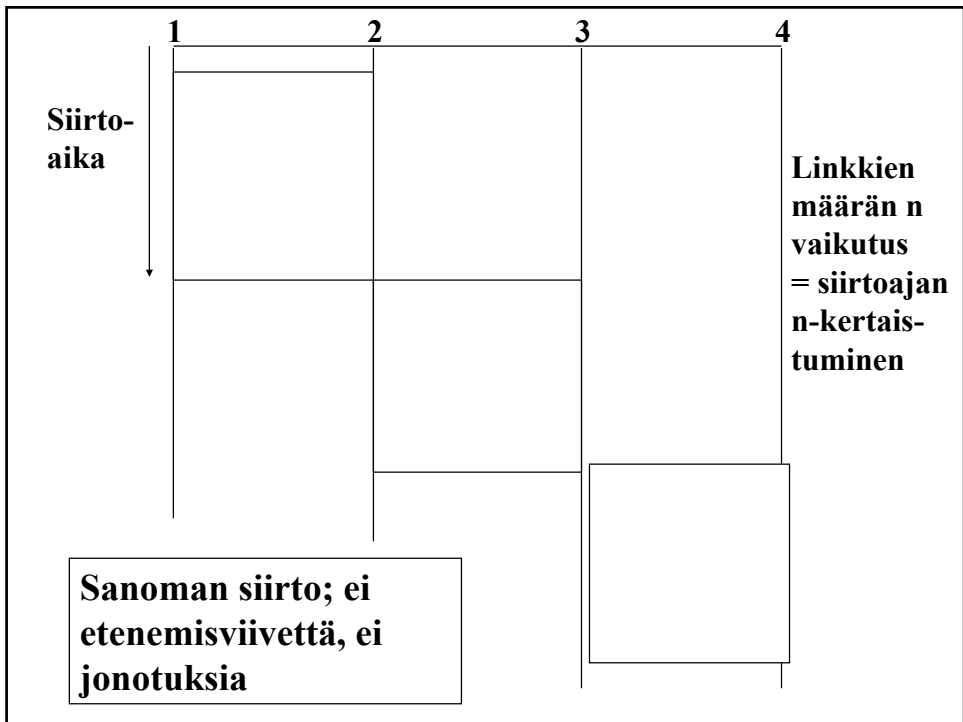 1 2 3 4
Siirto-
aika
Linkkien
määrän n
vaikutus
= siirtoajan
n-kertais-
tuminen
Sanoman siirto; ei
etenemisviivettä, ei
jonotuksia